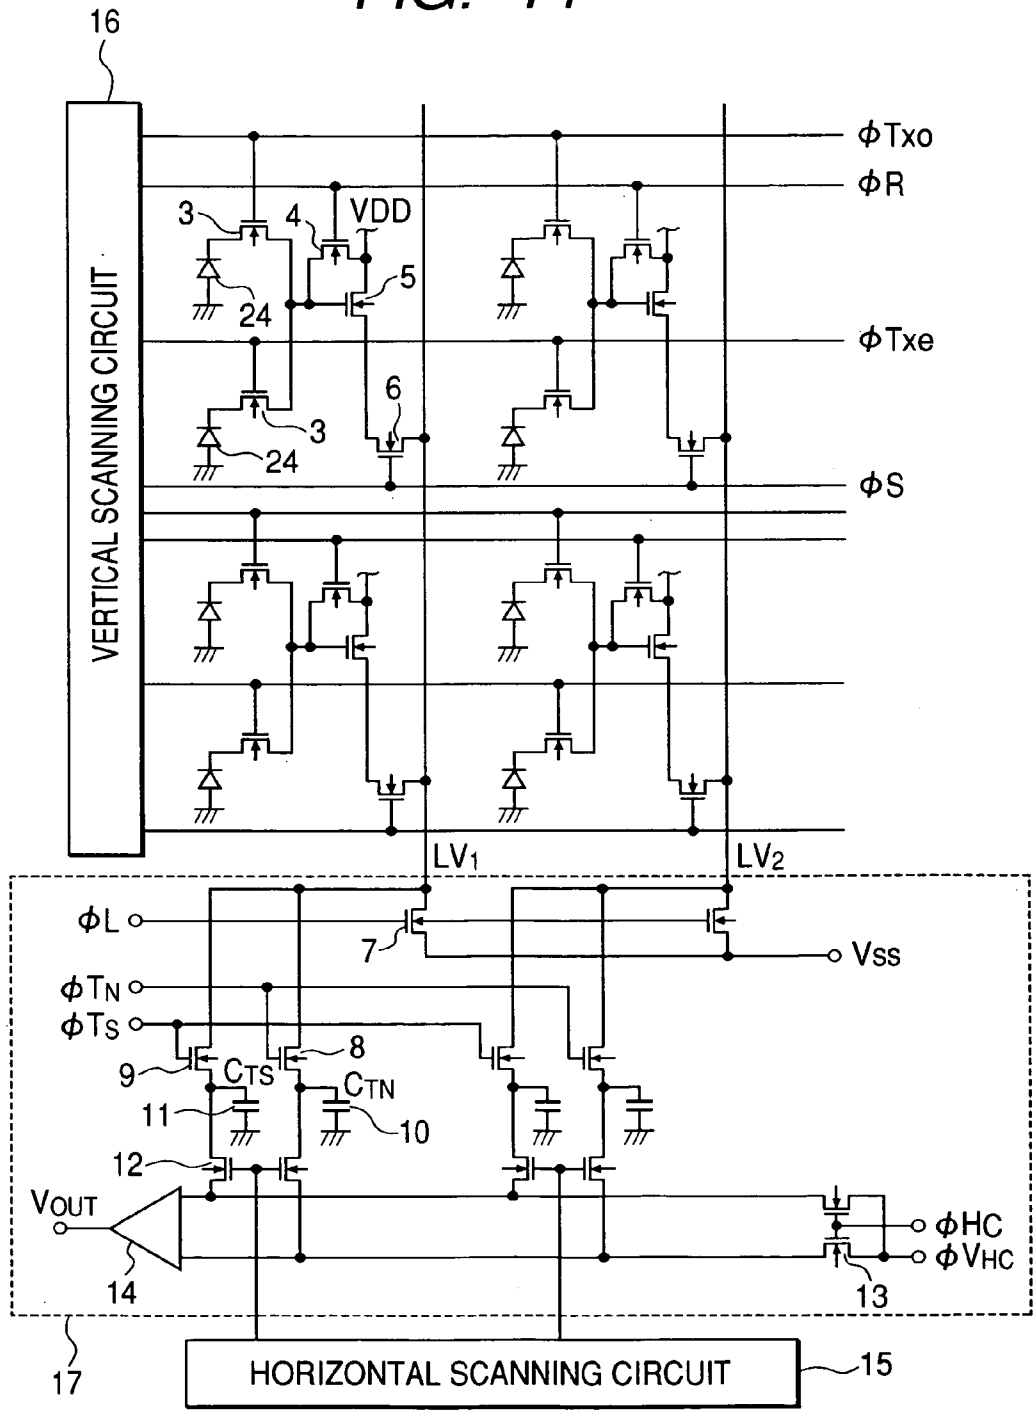 FIG. 11
16
VERTICAL SCANNING CIRCUIT
ϕTxo
ϕR
3
4
VDD
5
24
ϕTxe
6
3
24
ϕS
LV1
LV2
ϕL
7
VSS
ϕTN
ϕTS
9
8
CTS
CTN
11
10
12
VOUT
ϕHC
ϕVHC
14
13
17
HORIZONTAL SCANNING CIRCUIT
15